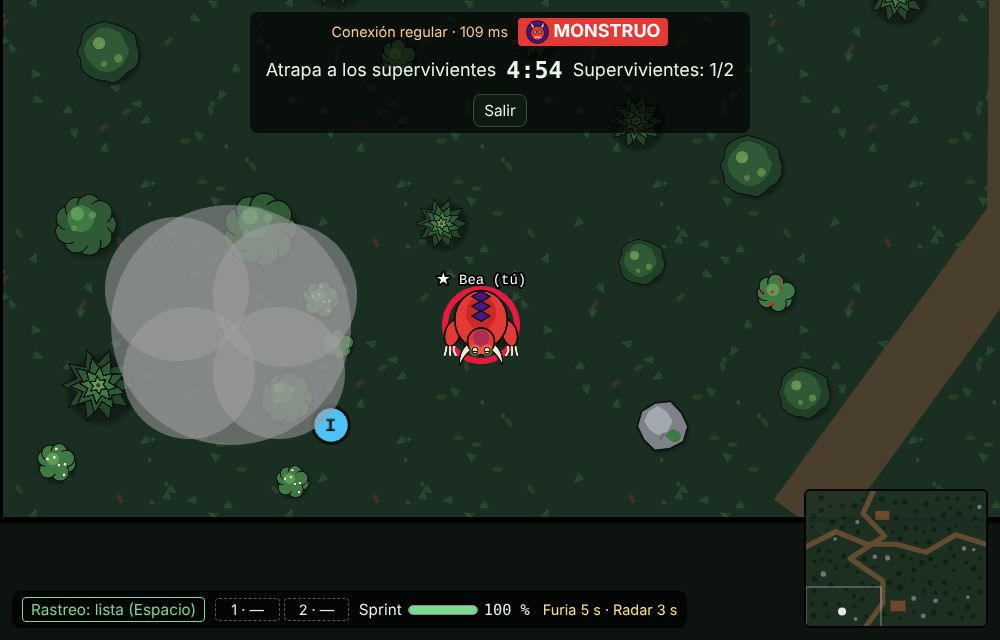 Conexión regular · 109 ms MONSTRUO
Atrapa a los supervivientes 4:54 Supervivientes: 1/2
Salir
★ Bea (tú)
I
Rastreo: lista (Espacio) 1 · — 2 · — Sprint 100 % Furia 5 s · Radar 3 s